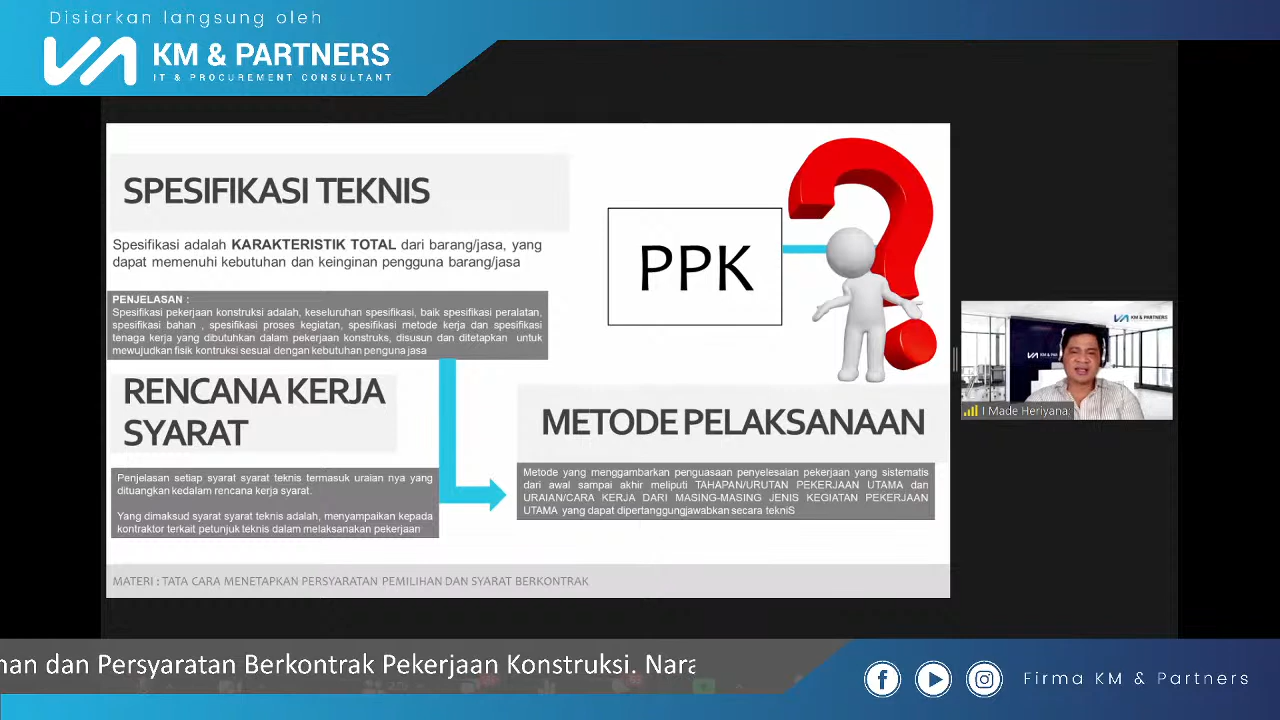 Disiarkan langsung oleh
KM & PARTNERS
IT & PROCUREMENT CONSULTANT
SPESIFIKASI TEKNIS
Spesifikasi adalah KARAKTERISTIK TOTAL dari barang/jasa, yang
dapat memenuhi kebutuhan dan keinginan pengguna barang/jasa
PENJELASAN :
Spesifikasi pekerjaan konstruksi adalah, keseluruhan spesifikasi, baik spesifikasi peralatan,
spesifikasi bahan , spesifikasi proses kegiatan, spesifikasi metode kerja dan spesifikasi
tenaga kerja yang dibutuhkan dalam pekerjaan konstruks, disusun dan ditetapkan untuk
mewujudkan fisik kontruksi sesuai dengan kebutuhan penguna jasa
PPK
RENCANA KERJA
SYARAT
Penjelasan setiap syarat syarat teknis termasuk uraian nya yang
dituangkan kedalam rencana kerja syarat.
Yang dimaksud syarat syarat teknis adalah, menyampaikan kepada
kontraktor terkait petunjuk teknis dalam melaksanakan pekerjaan
METODE PELAKSANAAN
Metode yang menggambarkan penguasaan penyelesaian pekerjaan yang sistematis
dari awal sampai akhir meliputi TAHAPAN/URUTAN PEKERJAAN UTAMA dan
URAIAN/CARA KERJA DARI MASING-MASING JENIS KEGIATAN PEKERJAAN
UTAMA yang dapat dipertanggungjawabkan secara tekniS
MATERI : TATA CARA MENETAPKAN PERSYARATAN PEMILIHAN DAN SYARAT BERKONTRAK
KM & PARTNERS
I Made Heriyana
dan Persyaratan Berkontrak Pekerjaan Konstruksi.
Firma KM & Partners